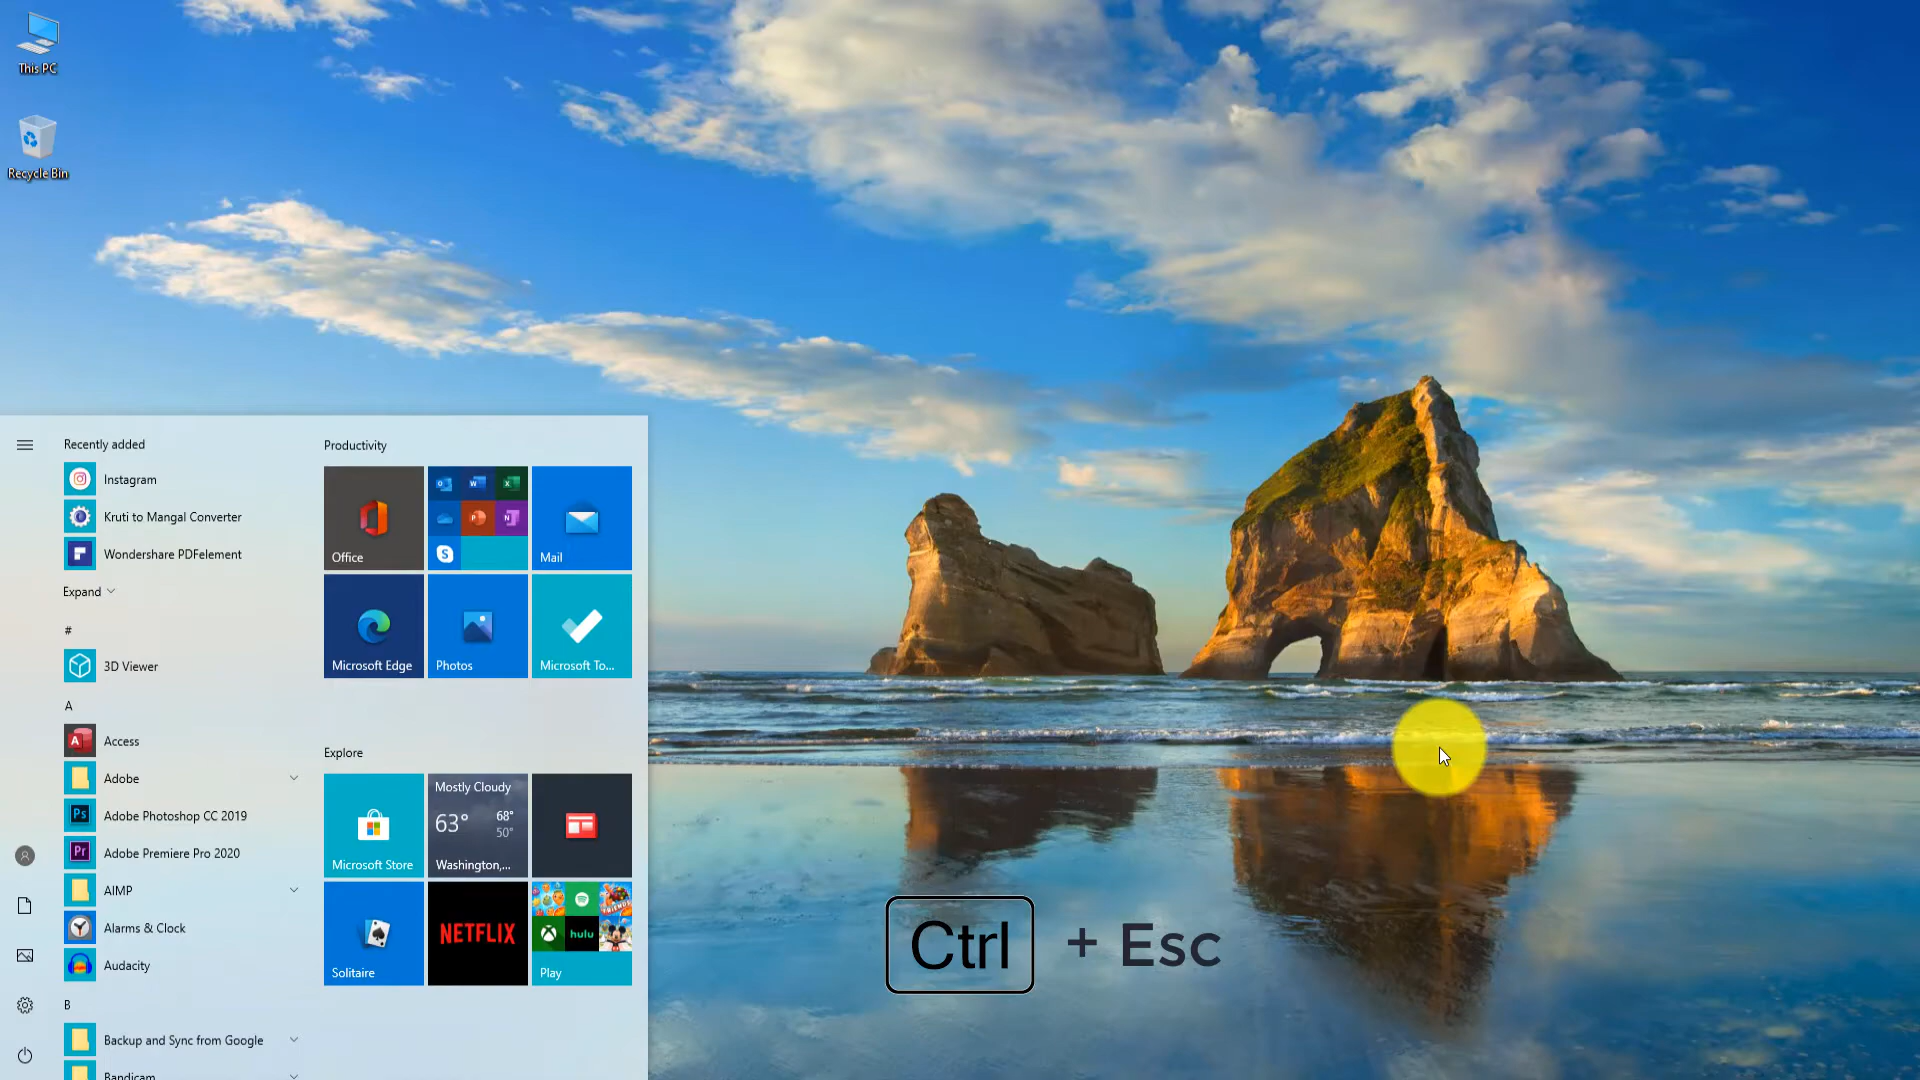 This PC
Recycle Bin
Recently added
Instagram
Kruti to Mangal Converter
Wondershare PDFelement
Expand
#
3D Viewer
A
Access
Adobe
Adobe Photoshop CC 2019
Adobe Premiere Pro 2020
AIMP
Alarms & Clock
Audacity
B
Backup and Sync from Google
Bandicam
Productivity
Office
Mail
Microsoft Edge
Photos
Microsoft To...
Explore
Microsoft Store
Mostly Cloudy
63° 68°
50°
Washington,...
Solitaire
NETFLIX
hulu
Play
Ctrl + Esc